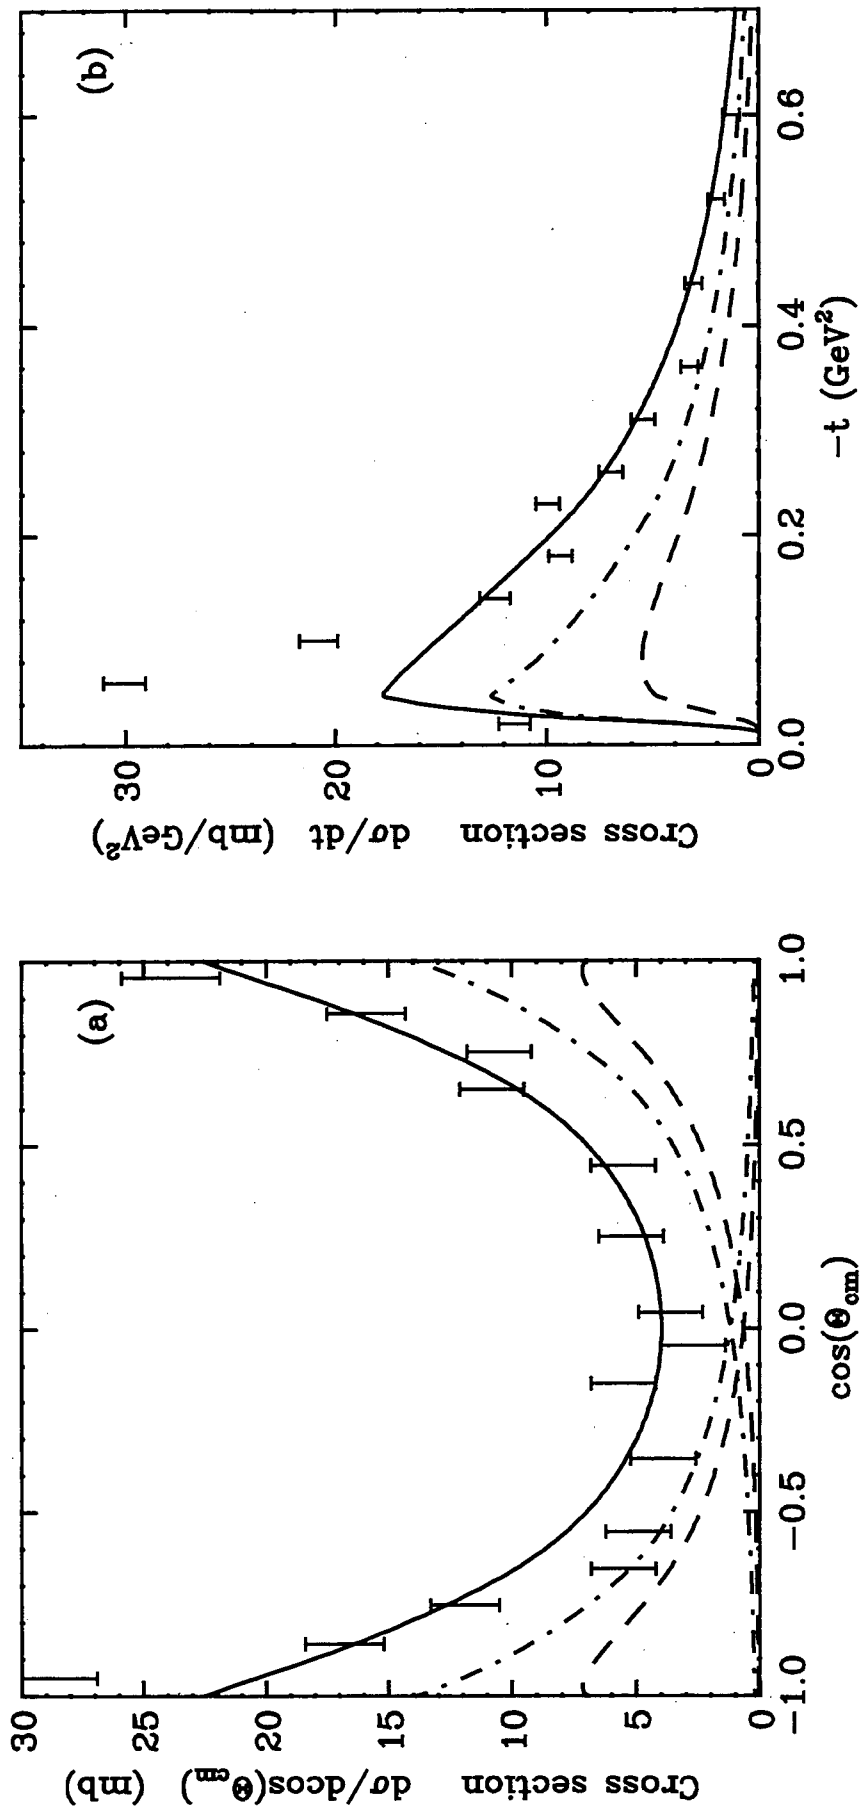 (a)
Cross section dσ/dcos(Θcm) (mb)
30
25
20
15
10
5
0
−1.0 −0.5 0.0 0.5 1.0
cos(Θcm)
(b)
Cross section dσ/dt (mb/GeV²)
30
20
10
0
0.0 0.2 0.4 0.6
−t (GeV²)